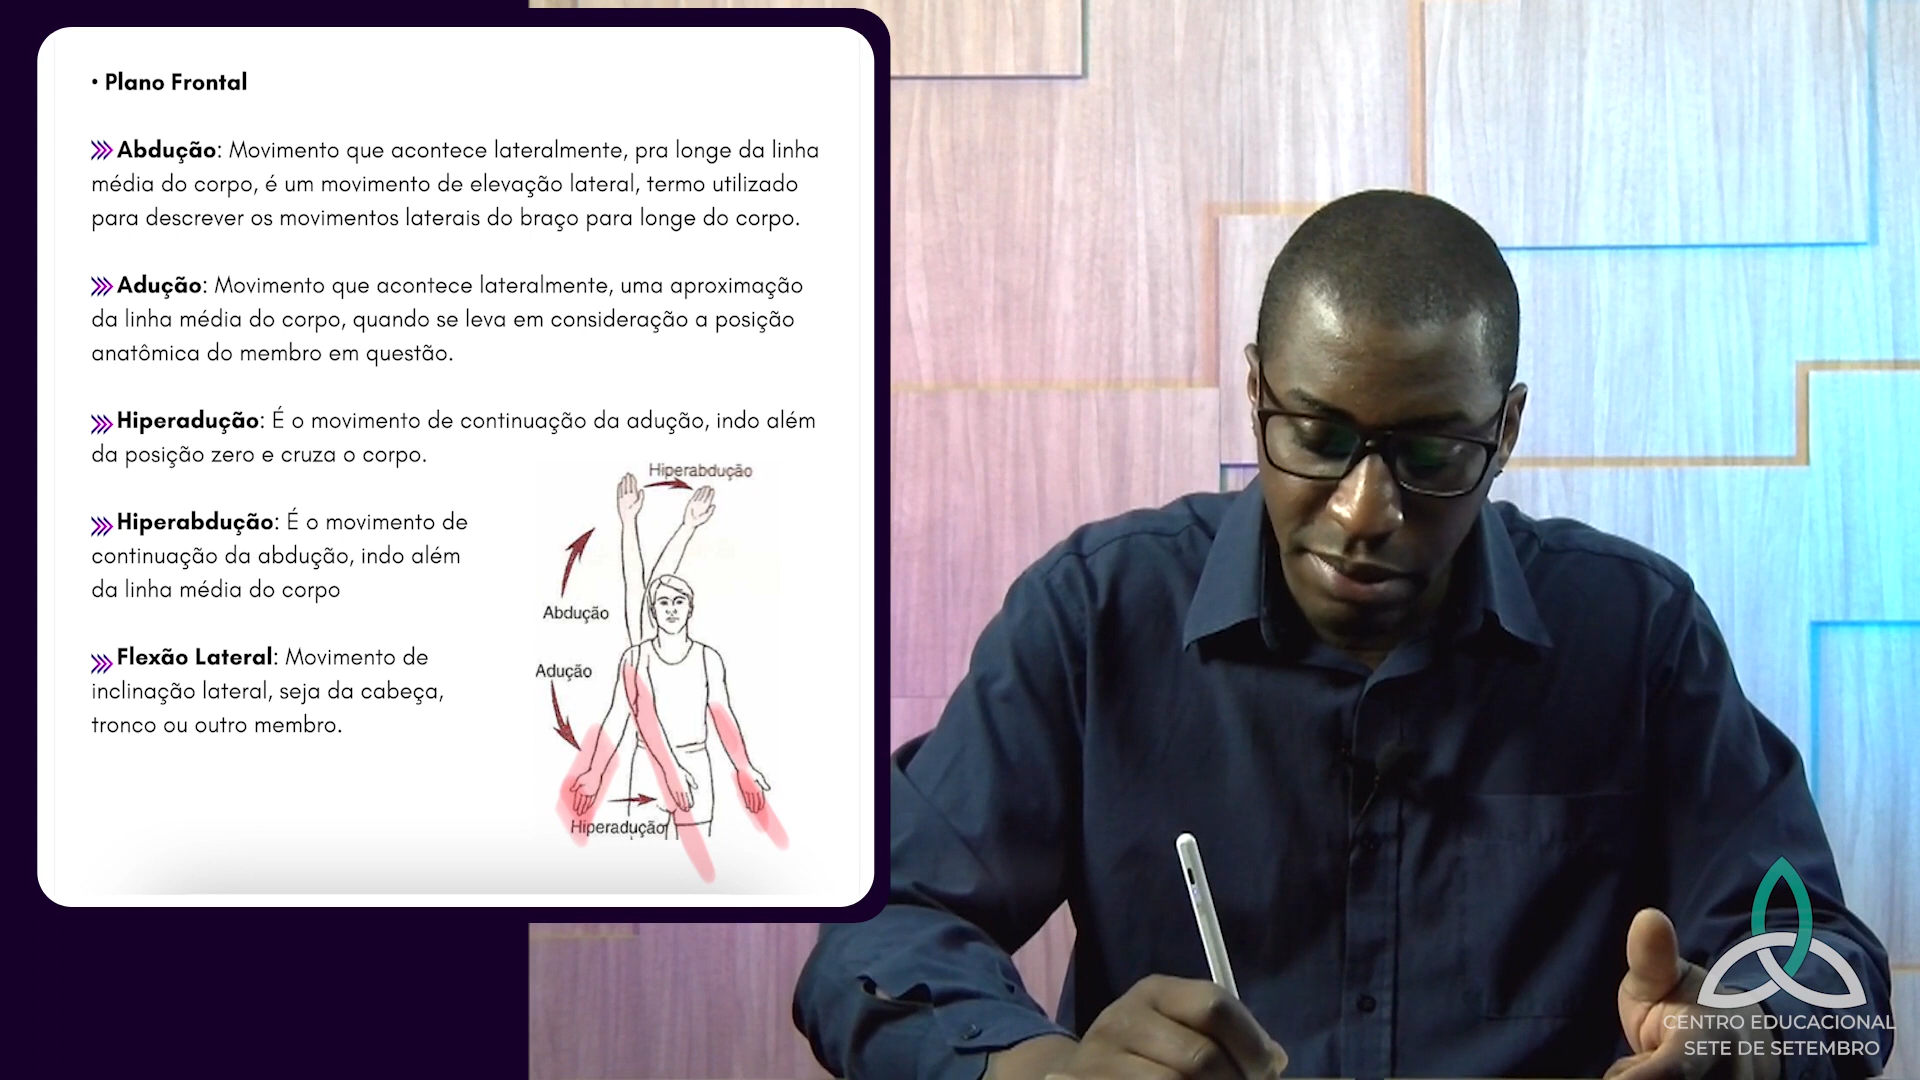 • Plano Frontal
Abdução: Movimento que acontece lateralmente, pra longe da linha
média do corpo, é um movimento de elevação lateral, termo utilizado
para descrever os movimentos laterais do braço para longe do corpo.
Adução: Movimento que acontece lateralmente, uma aproximação
da linha média do corpo, quando se leva em consideração a posição
anatômica do membro em questão.
Hiperadução: É o movimento de continuação da adução, indo além
da posição zero e cruza o corpo.
Hiperabdução: É o movimento de
continuação da abdução, indo além
da linha média do corpo
Flexão Lateral: Movimento de
inclinação lateral, seja da cabeça,
tronco ou outro membro.
Hiperabdução
Abdução
Adução
Hiperadução
CENTRO EDUCACIONAL
SETE DE SETEMBRO